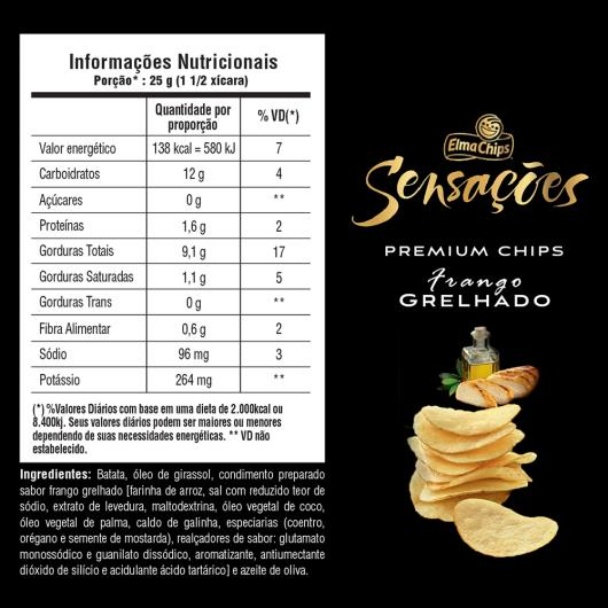 Informações Nutricionais
Porção* : 25 g (1 1/2 xícara)
Quantidade por proporção % VD(*)
Valor energético 138 kcal = 580 kJ 7
Carboidratos 12 g 4
Açúcares 0 g **
Proteínas 1,6 g 2
Gorduras Totais 9,1 g 17
Gorduras Saturadas 1,1 g 5
Gorduras Trans 0 g **
Fibra Alimentar 0,6 g 2
Sódio 96 mg 3
Potássio 264 mg **
(*) %Valores Diários com base em uma dieta de 2.000kcal ou
8.400kj. Seus valores diários podem ser maiores ou menores
dependendo de suas necessidades energéticas. ** VD não
estabelecido.
Ingredientes: Batata, óleo de girassol, condimento preparado
sabor frango grelhado [farinha de arroz, sal com reduzido teor de
sódio, extrato de levedura, maltodextrina, óleo vegetal de coco,
óleo vegetal de palma, caldo de galinha, especiarias (coentro,
orégano e semente de mostarda), realçadores de sabor: glutamato
monossódico e guanilato dissódico, aromatizante, antiumectante
dióxido de silício e acidulante ácido tartárico] e azeite de oliva.
Elma Chips
Sensações
PREMIUM CHIPS
Frango
GRELHADO